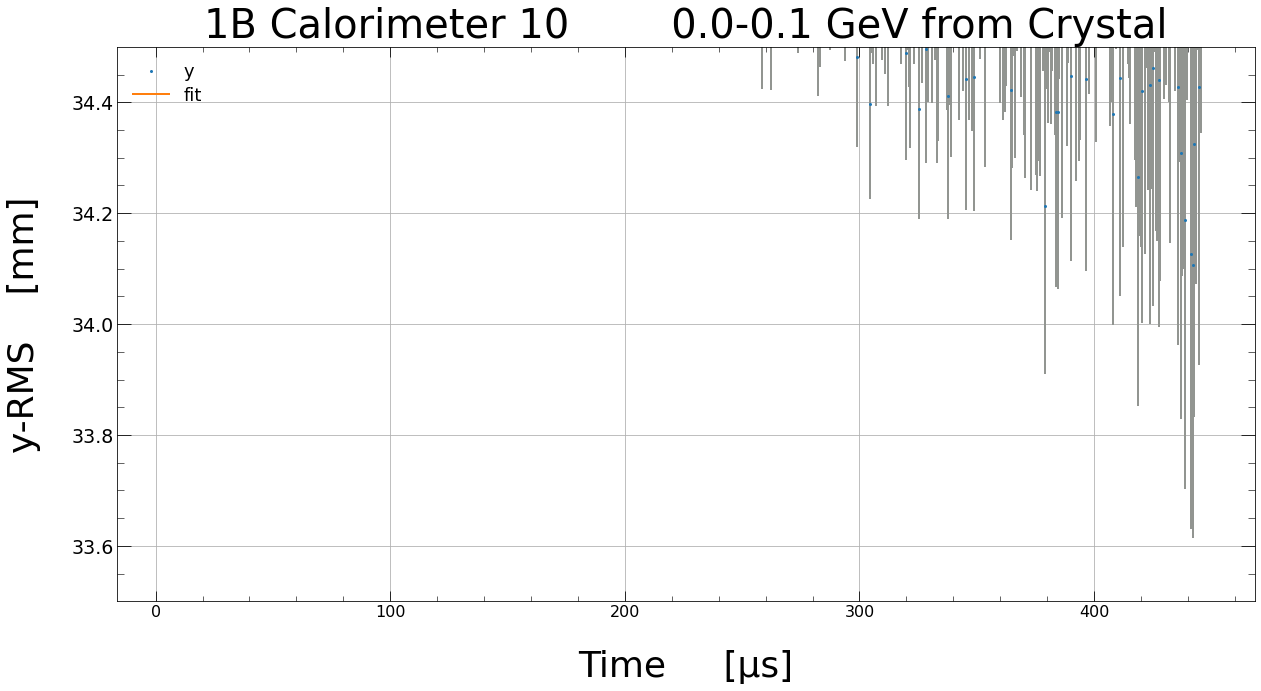 1B Calorimeter 10 0.0-0.1 GeV from Crystal
y
fit
34.4
34.2
34.0
33.8
33.6
y-RMS [mm]
0 100 200 300 400
Time [µs]